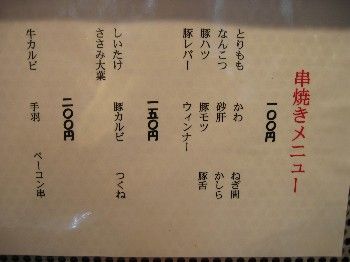 串焼きメニュー
一〇〇円
とりもも　かわ　ねぎ間
なんこつ　砂肝　かしら
豚ハツ　豚モツ　豚舌
豚レバー　ウィンナー
一五〇円
しいたけ　豚カルビ　つくね
ささみ大葉
二〇〇円
牛カルビ　手羽　ベーコン串